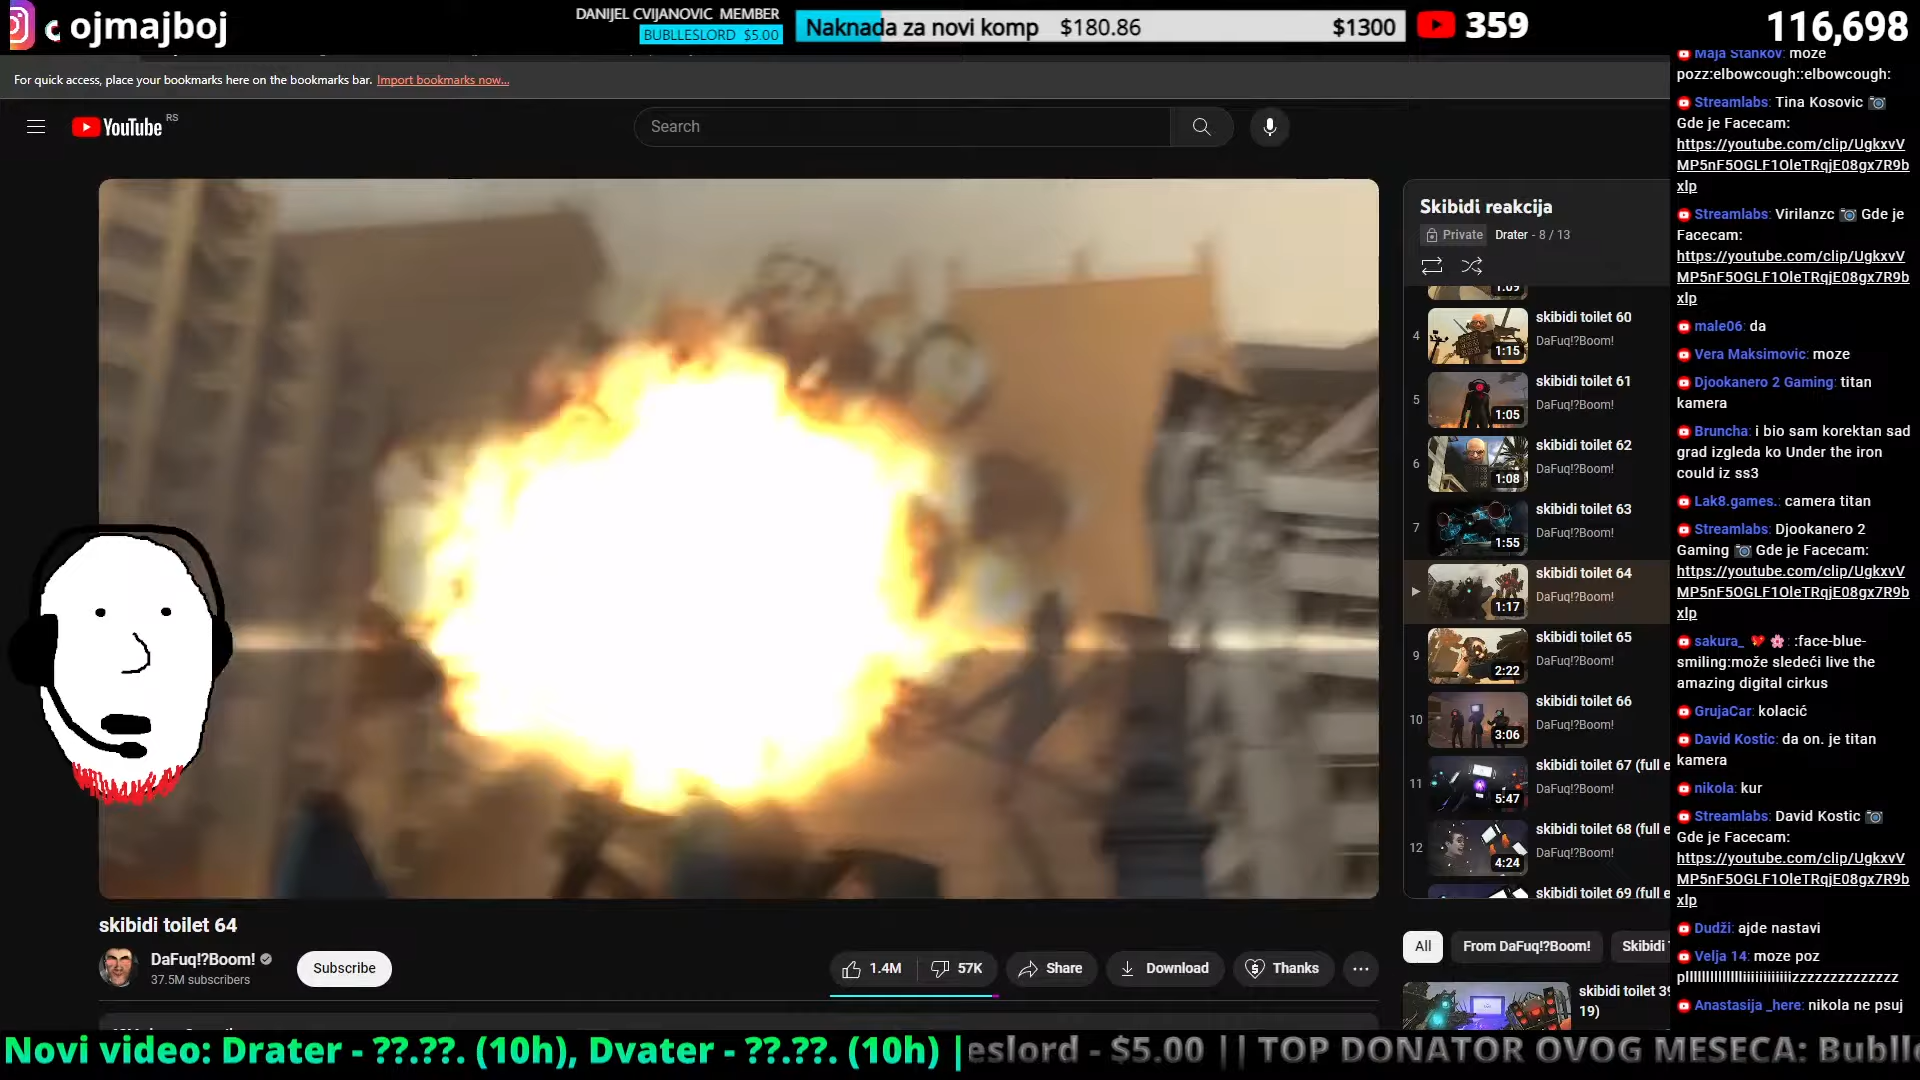 ojmajboj
DANIJEL CVIJANOVIC MEMBER
BUBLLESLORD $5.00
Naknada za novi komp $180.86 $1300
359
116,698
For quick access, place your bookmarks here on the bookmarks bar. Import bookmarks now...
YouTube RS
Search
Skibidi reakcija
Private Drater - 8 / 13
1:09
4 skibidi toilet 60
DaFuq!?Boom!
1:15
5 skibidi toilet 61
DaFuq!?Boom!
1:05
6 skibidi toilet 62
DaFuq!?Boom!
1:08
7 skibidi toilet 63
DaFuq!?Boom!
1:55
skibidi toilet 64
DaFuq!?Boom!
1:17
9 skibidi toilet 65
DaFuq!?Boom!
2:22
10 skibidi toilet 66
DaFuq!?Boom!
3:06
11 skibidi toilet 67 (full e
DaFuq!?Boom!
5:47
12 skibidi toilet 68 (full e
DaFuq!?Boom!
4:24
skibidi toilet 69 (full e
skibidi toilet 64
DaFuq!?Boom!
37.5M subscribers
Subscribe
1.4M 57K Share Download Thanks
All From DaFuq!?Boom! Skibidi
skibidi toilet 39
19)
Maja Stankov: moze
pozz:elbowcough::elbowcough:
Streamlabs: Tina Kosovic 📷
Gde je Facecam:
https://youtube.com/clip/UgkxvV
MP5nF5OGLF1OleTRqjE08gx7R9b
xlp
Streamlabs: Virilanzc 📷 Gde je
Facecam:
https://youtube.com/clip/UgkxvV
MP5nF5OGLF1OleTRqjE08gx7R9b
xlp
male06: da
Vera Maksimovic: moze
Djookanero 2 Gaming: titan
kamera
Bruncha: i bio sam korektan sad
grad izgleda ko Under the iron
could iz ss3
Lak8.games.: camera titan
Streamlabs: Djookanero 2
Gaming 📷 Gde je Facecam:
https://youtube.com/clip/UgkxvV
MP5nF5OGLF1OleTRqjE08gx7R9b
xlp
sakura_ 💖 🌸 : :face-blue-
smiling:može sledeći live the
amazing digital cirkus
GrujaCar: kolacić
David Kostic: da on. je titan
kamera
nikola: kur
Streamlabs: David Kostic 📷
Gde je Facecam:
https://youtube.com/clip/UgkxvV
MP5nF5OGLF1OleTRqjE08gx7R9b
xlp
Dudži: ajde nastavi
Velja 14: moze poz
plllllllllllllliiiiiiiiiiiiizzzzzzzzzzzzzz
Anastasija _here: nikola ne psuj
Novi video: Drater - ??.??. (10h), Dvater - ??.??. (10h) |
eslord - $5.00 || TOP DONATOR OVOG MESECA: Bublle